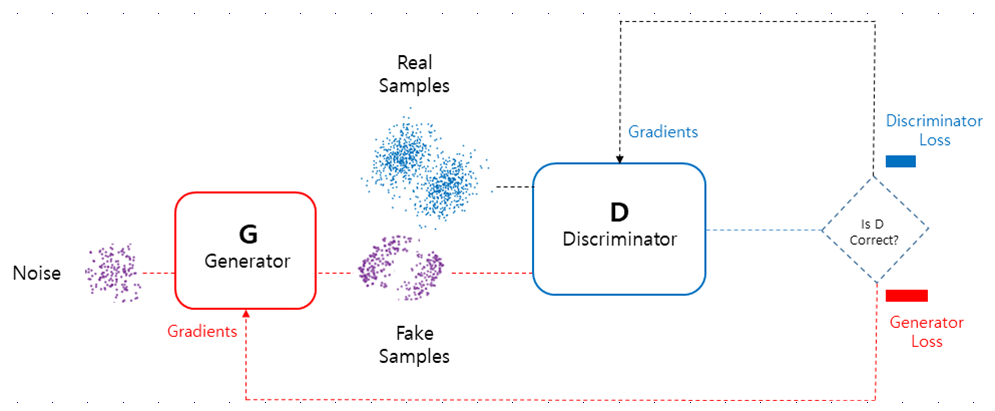 Real
Samples
Gradients
Discriminator
Loss
D
Discriminator
G
Generator
Is D
Correct?
Noise
Gradients
Fake
Samples
Generator
Loss